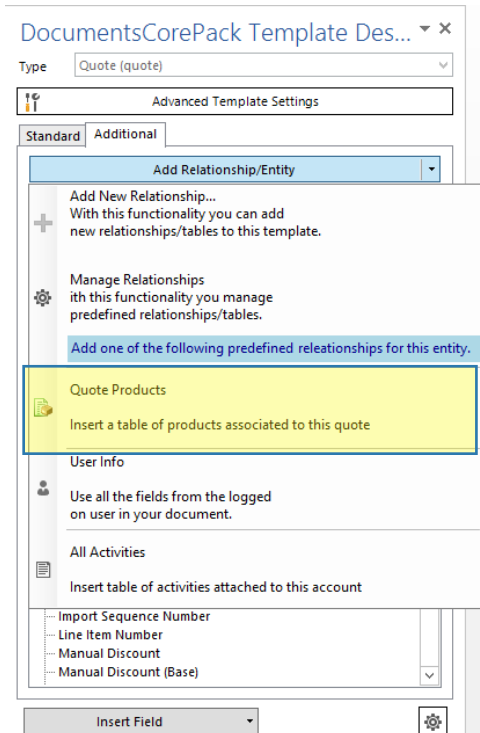 DocumentsCorePack Template Des...
Type
Quote (quote)
Advanced Template Settings
Standard
Additional
Add Relationship/Entity
Add New Relationship...
With this functionality you can add
new relationships/tables to this template.
Manage Relationships
ith this functionality you manage
predefined relationships/tables.
Add one of the following predefined releationships for this entity.
Quote Products
Insert a table of products associated to this quote
User Info
Use all the fields from the logged
on user in your document.
All Activities
Insert table of activities attached to this account
Import Sequence Number
Line Item Number
Manual Discount
Manual Discount (Base)
Insert Field